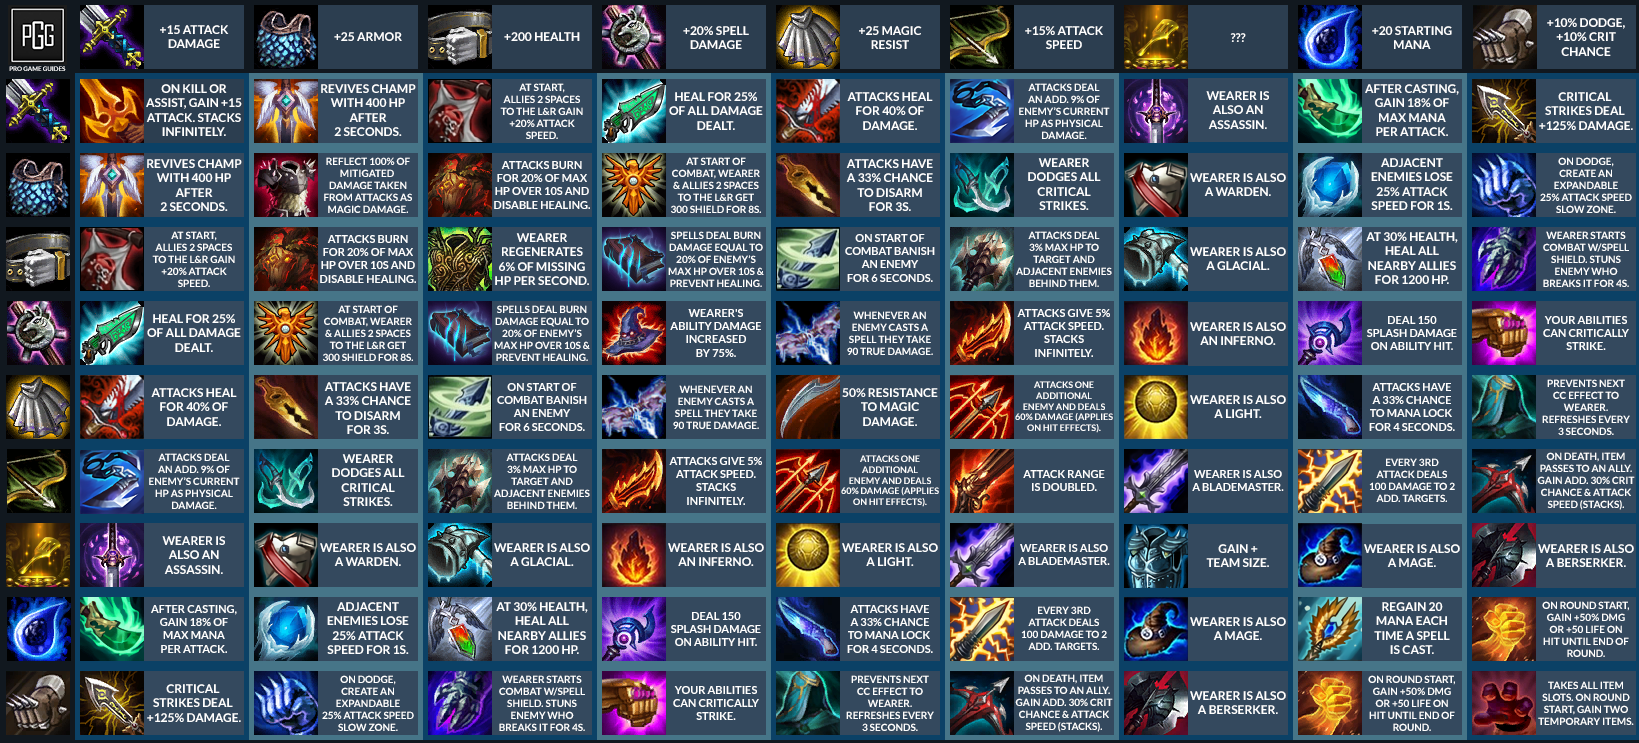 PGG
PRO GAME GUIDES
+15 ATTACK
DAMAGE
+25 ARMOR
+200 HEALTH
+20% SPELL
DAMAGE
+25 MAGIC
RESIST
+15% ATTACK
SPEED
???
+20 STARTING
MANA
+10% DODGE,
+10% CRIT
CHANCE
ON KILL OR
ASSIST, GAIN +15
ATTACK. STACKS
INFINITELY.
REVIVES CHAMP
WITH 400 HP
AFTER
2 SECONDS.
AT START,
ALLIES 2 SPACES
TO THE L&R GAIN
+20% ATTACK
SPEED.
HEAL FOR 25%
OF ALL DAMAGE
DEALT.
ATTACKS HEAL
FOR 40% OF
DAMAGE.
ATTACKS DEAL
AN ADD. 9% OF
ENEMY'S CURRENT
HP AS PHYSICAL
DAMAGE.
WEARER IS
ALSO AN
ASSASSIN.
AFTER CASTING,
GAIN 18% OF
MAX MANA
PER ATTACK.
CRITICAL
STRIKES DEAL
+125% DAMAGE.
REVIVES CHAMP
WITH 400 HP
AFTER
2 SECONDS.
REFLECT 100% OF
MITIGATED
DAMAGE TAKEN
FROM ATTACKS AS
MAGIC DAMAGE.
ATTACKS BURN
FOR 20% OF MAX
HP OVER 10S AND
DISABLE HEALING.
AT START OF
COMBAT, WEARER
& ALLIES 2 SPACES
TO THE L&R GET
300 SHIELD FOR 8S.
ATTACKS HAVE
A 33% CHANCE
TO DISARM
FOR 3S.
WEARER
DODGES ALL
CRITICAL
STRIKES.
WEARER IS ALSO
A WARDEN.
ADJACENT
ENEMIES LOSE
25% ATTACK
SPEED FOR 1S.
ON DODGE,
CREATE AN
EXPANDABLE
25% ATTACK SPEED
SLOW ZONE.
AT START,
ALLIES 2 SPACES
TO THE L&R GAIN
+20% ATTACK
SPEED.
ATTACKS BURN
FOR 20% OF MAX
HP OVER 10S AND
DISABLE HEALING.
WEARER
REGENERATES
6% OF MISSING
HP PER SECOND.
SPELLS DEAL BURN
DAMAGE EQUAL TO
20% OF ENEMY'S
MAX HP OVER 10S &
PREVENT HEALING.
ON START OF
COMBAT BANISH
AN ENEMY
FOR 6 SECONDS.
ATTACKS DEAL
3% MAX HP TO
TARGET AND
ADJACENT ENEMIES
BEHIND THEM.
WEARER IS ALSO
A GLACIAL.
AT 30% HEALTH,
HEAL ALL
NEARBY ALLIES
FOR 1200 HP.
WEARER STARTS
COMBAT W/SPELL
SHIELD. STUNS
ENEMY WHO
BREAKS IT FOR 4S.
HEAL FOR 25%
OF ALL DAMAGE
DEALT.
AT START OF
COMBAT, WEARER
& ALLIES 2 SPACES
TO THE L&R GET
300 SHIELD FOR 8S.
SPELLS DEAL BURN
DAMAGE EQUAL TO
20% OF ENEMY'S
MAX HP OVER 10S &
PREVENT HEALING.
WEARER'S
ABILITY DAMAGE
INCREASED
BY 75%.
WHENEVER AN
ENEMY CASTS A
SPELL THEY TAKE
90 TRUE DAMAGE.
ATTACKS GIVE 5%
ATTACK SPEED.
STACKS
INFINITELY.
WEARER IS ALSO
AN INFERNO.
DEAL 150
SPLASH DAMAGE
ON ABILITY HIT.
YOUR ABILITIES
CAN CRITICALLY
STRIKE.
ATTACKS HEAL
FOR 40% OF
DAMAGE.
ATTACKS HAVE
A 33% CHANCE
TO DISARM
FOR 3S.
ON START OF
COMBAT BANISH
AN ENEMY
FOR 6 SECONDS.
WHENEVER AN
ENEMY CASTS A
SPELL THEY TAKE
90 TRUE DAMAGE.
50% RESISTANCE
TO MAGIC
DAMAGE.
ATTACKS ONE
ADDITIONAL
ENEMY AND DEALS
60% DAMAGE (APPLIES
ON HIT EFFECTS).
WEARER IS ALSO
A LIGHT.
ATTACKS HAVE
A 33% CHANCE
TO MANA LOCK
FOR 4 SECONDS.
PREVENTS NEXT
CC EFFECT TO
WEARER.
REFRESHES EVERY
3 SECONDS.
ATTACKS DEAL
AN ADD. 9% OF
ENEMY'S CURRENT
HP AS PHYSICAL
DAMAGE.
WEARER
DODGES ALL
CRITICAL
STRIKES.
ATTACKS DEAL
3% MAX HP TO
TARGET AND
ADJACENT ENEMIES
BEHIND THEM.
ATTACKS GIVE 5%
ATTACK SPEED.
STACKS
INFINITELY.
ATTACKS ONE
ADDITIONAL
ENEMY AND DEALS
60% DAMAGE (APPLIES
ON HIT EFFECTS).
ATTACK RANGE
IS DOUBLED.
WEARER IS ALSO
A BLADEMASTER.
EVERY 3RD
ATTACK DEALS
100 DAMAGE TO 2
ADD. TARGETS.
ON DEATH, ITEM
PASSES TO AN ALLY.
GAIN ADD. 30% CRIT
CHANCE & ATTACK
SPEED (STACKS).
WEARER IS
ALSO AN
ASSASSIN.
WEARER IS ALSO
A WARDEN.
WEARER IS ALSO
A GLACIAL.
WEARER IS ALSO
AN INFERNO.
WEARER IS ALSO
A LIGHT.
WEARER IS ALSO
A BLADEMASTER.
GAIN +
TEAM SIZE.
WEARER IS ALSO
A MAGE.
WEARER IS ALSO
A BERSERKER.
AFTER CASTING,
GAIN 18% OF
MAX MANA
PER ATTACK.
ADJACENT
ENEMIES LOSE
25% ATTACK
SPEED FOR 1S.
AT 30% HEALTH,
HEAL ALL
NEARBY ALLIES
FOR 1200 HP.
DEAL 150
SPLASH DAMAGE
ON ABILITY HIT.
ATTACKS HAVE
A 33% CHANCE
TO MANA LOCK
FOR 4 SECONDS.
EVERY 3RD
ATTACK DEALS
100 DAMAGE TO 2
ADD. TARGETS.
WEARER IS ALSO
A MAGE.
REGAIN 20
MANA EACH
TIME A SPELL
IS CAST.
ON ROUND START,
GAIN +50% DMG
OR +50 LIFE ON
HIT UNTIL END OF
ROUND.
CRITICAL
STRIKES DEAL
+125% DAMAGE.
ON DODGE,
CREATE AN
EXPANDABLE
25% ATTACK SPEED
SLOW ZONE.
WEARER STARTS
COMBAT W/SPELL
SHIELD. STUNS
ENEMY WHO
BREAKS IT FOR 4S.
YOUR ABILITIES
CAN CRITICALLY
STRIKE.
PREVENTS NEXT
CC EFFECT TO
WEARER.
REFRESHES EVERY
3 SECONDS.
ON DEATH, ITEM
PASSES TO AN ALLY.
GAIN ADD. 30% CRIT
CHANCE & ATTACK
SPEED (STACKS).
WEARER IS ALSO
A BERSERKER.
ON ROUND START,
GAIN +50% DMG
OR +50 LIFE ON
HIT UNTIL END OF
ROUND.
TAKES ALL ITEM
SLOTS. ON ROUND
START, GAIN TWO
TEMPORARY ITEMS.